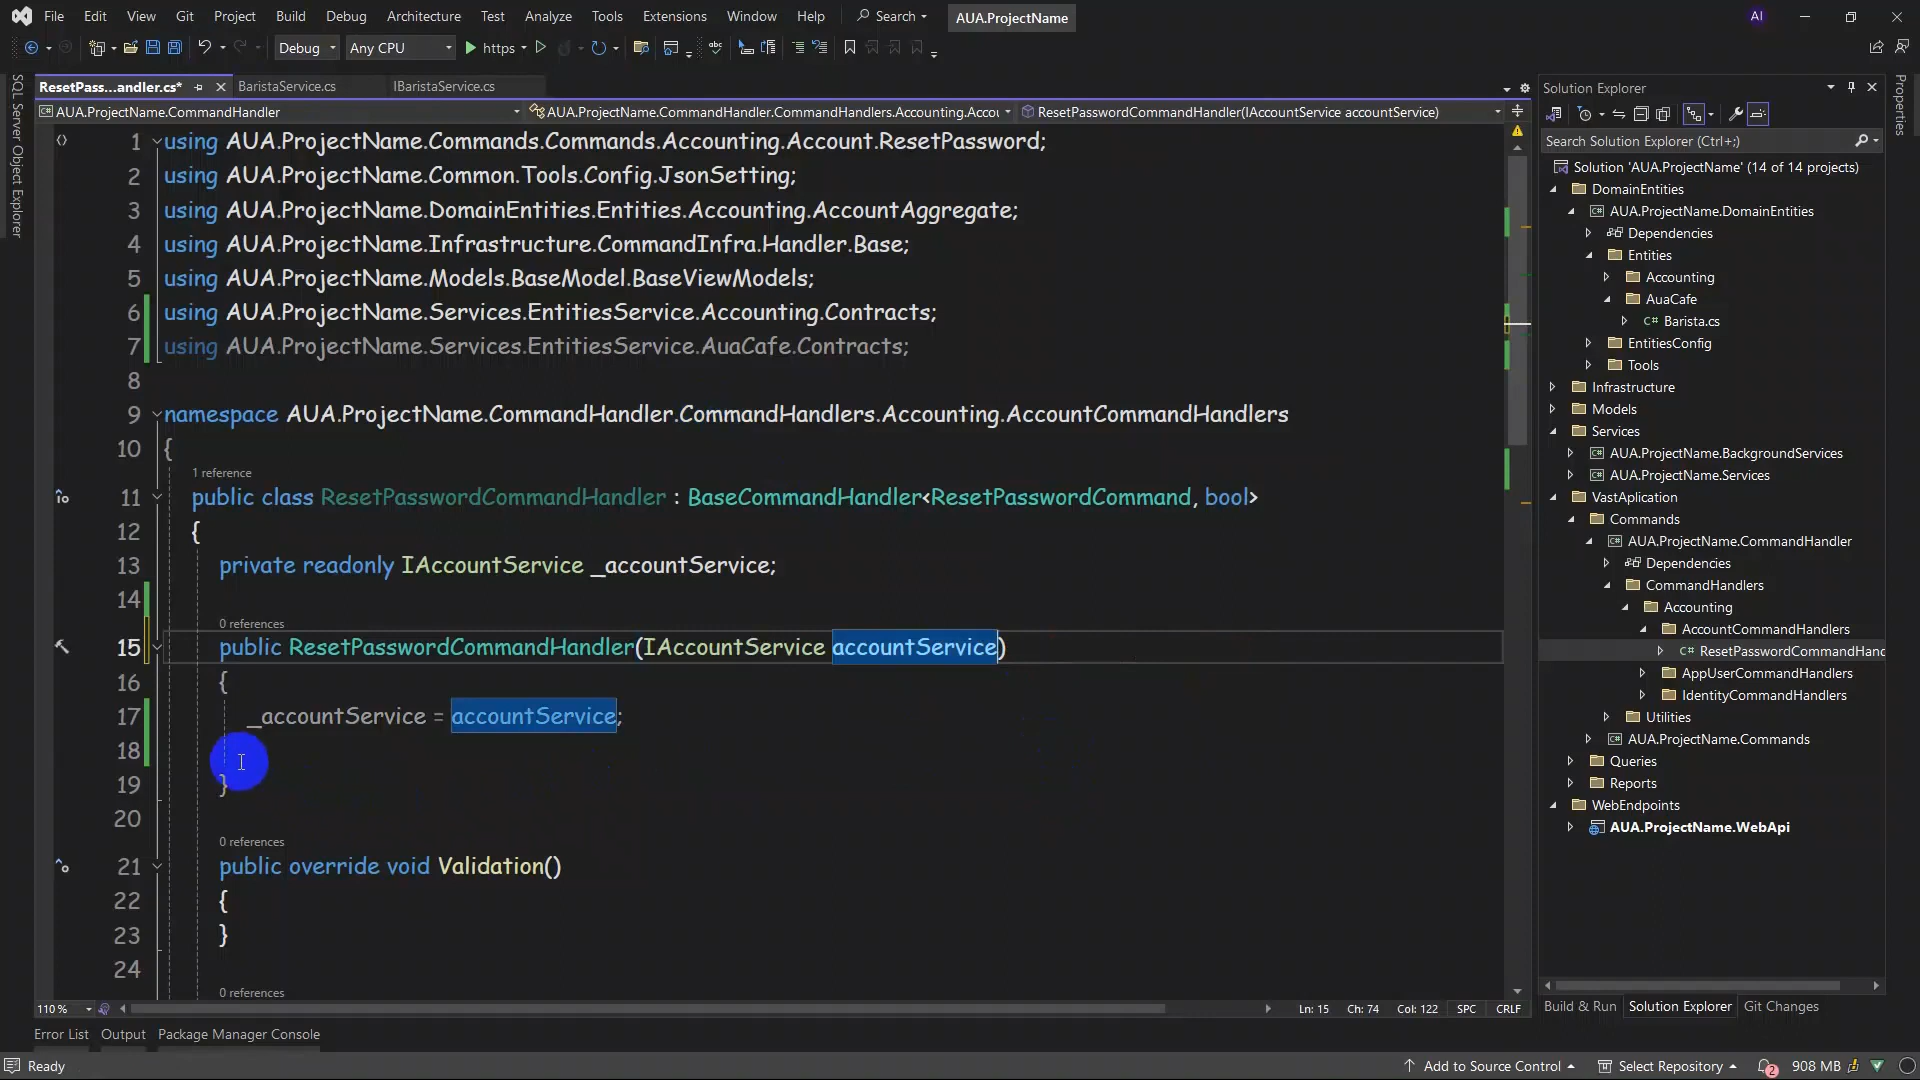 File Edit View Git Project Build Debug Architecture Test Analyze Tools Extensions Window Help Search AUA.ProjectName AI
Debug Any CPU https
ResetPass...andler.cs* BaristaService.cs IBaristaService.cs
AUA.ProjectName.CommandHandler AUA.ProjectName.CommandHandler.CommandHandlers.Accounting.Accou ResetPasswordCommandHandler(IAccountService accountService)
1 using AUA.ProjectName.Commands.Commands.Accounting.Account.ResetPassword;
2 using AUA.ProjectName.Common.Tools.Config.JsonSetting;
3 using AUA.ProjectName.DomainEntities.Entities.Accounting.AccountAggregate;
4 using AUA.ProjectName.Infrastructure.CommandInfra.Handler.Base;
5 using AUA.ProjectName.Models.BaseModel.BaseViewModels;
6 using AUA.ProjectName.Services.EntitiesService.Accounting.Contracts;
7 using AUA.ProjectName.Services.EntitiesService.AuaCafe.Contracts;
8
9 namespace AUA.ProjectName.CommandHandler.CommandHandlers.Accounting.AccountCommandHandlers
10 {
1 reference
11 public class ResetPasswordCommandHandler : BaseCommandHandler<ResetPasswordCommand, bool>
12 {
13 private readonly IAccountService _accountService;
14
0 references
15 public ResetPasswordCommandHandler(IAccountService accountService)
16 {
17 _accountService = accountService;
18
19 }
20
0 references
21 public override void Validation()
22 {
23 }
24
0 references
110 % Ln: 15 Ch: 74 Col: 122 SPC CRLF
Error List Output Package Manager Console
Ready Add to Source Control Select Repository 2 908 MB
SQL Server Object Explorer
Solution Explorer
Search Solution Explorer (Ctrl+;)
Solution 'AUA.ProjectName' (14 of 14 projects)
DomainEntities
AUA.ProjectName.DomainEntities
Dependencies
Entities
Accounting
AuaCafe
C# Barista.cs
EntitiesConfig
Tools
Infrastructure
Models
Services
AUA.ProjectName.BackgroundServices
AUA.ProjectName.Services
VastAplication
Commands
AUA.ProjectName.CommandHandler
Dependencies
CommandHandlers
Accounting
AccountCommandHandlers
C# ResetPasswordCommandHand
AppUserCommandHandlers
IdentityCommandHandlers
Utilities
AUA.ProjectName.Commands
Queries
Reports
WebEndpoints
AUA.ProjectName.WebApi
Build & Run Solution Explorer Git Changes
Properties